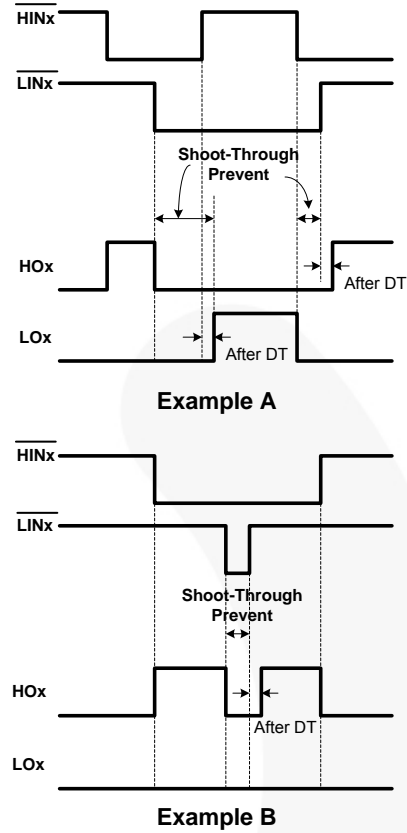 HINx
LINx
Shoot-Through
Prevent
HOx
After DT
LOx
After DT
Example A
HINx
LINx
Shoot-Through
Prevent
HOx
After DT
LOx
Example B